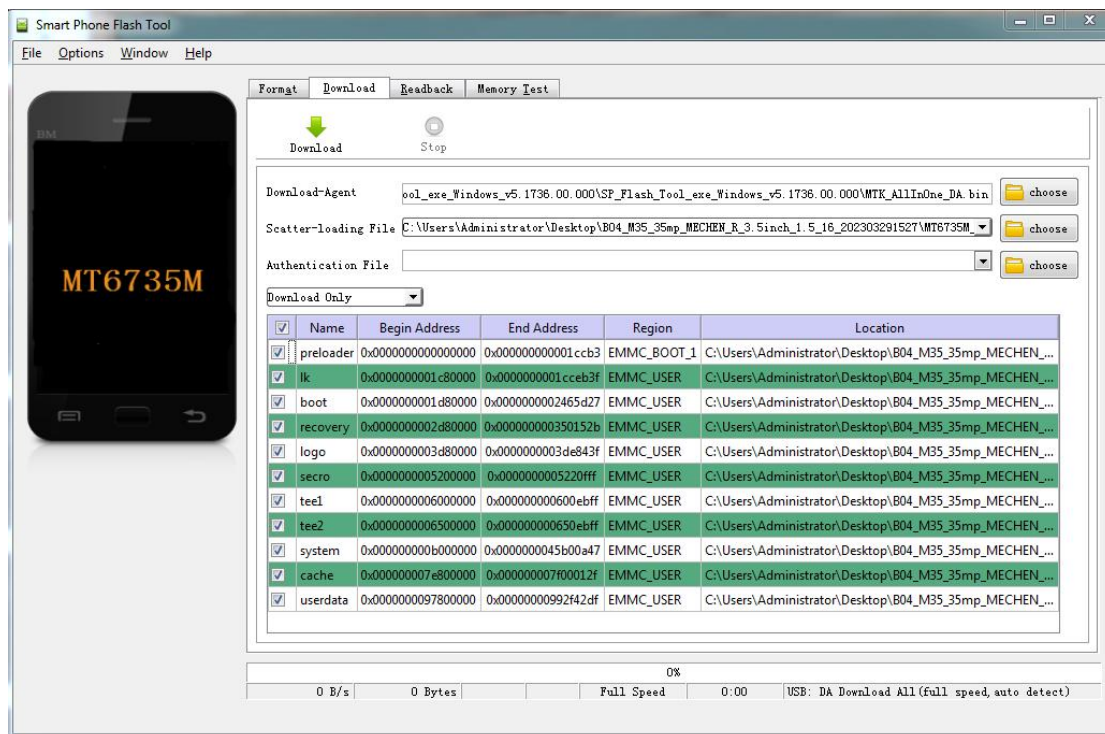 Smart Phone Flash Tool
File Options Window Help
Format Download Readback Memory Test
BM
Download Stop
Download-Agent ool_exe_Windows_v5.1736.00.000\SP_Flash_Tool_exe_Windows_v5.1736.00.000\MTK_AllInOne_DA.bin choose
Scatter-loading File C:\Users\Administrator\Desktop\B04_M35_35mp_MECHEN_R_3.5inch_1.5_16_202303291527\MT6735M_ choose
Authentication File choose
MT6735M
Download Only
Name Begin Address End Address Region Location
preloader 0x0000000000000000 0x000000000001ccb3 EMMC_BOOT_1 C:\Users\Administrator\Desktop\B04_M35_35mp_MECHEN_...
lk 0x0000000001c80000 0x0000000001cceb3f EMMC_USER C:\Users\Administrator\Desktop\B04_M35_35mp_MECHEN_...
boot 0x0000000001d80000 0x0000000002465d27 EMMC_USER C:\Users\Administrator\Desktop\B04_M35_35mp_MECHEN_...
recovery 0x0000000002d80000 0x000000000350152b EMMC_USER C:\Users\Administrator\Desktop\B04_M35_35mp_MECHEN_...
logo 0x0000000003d80000 0x0000000003de843f EMMC_USER C:\Users\Administrator\Desktop\B04_M35_35mp_MECHEN_...
secro 0x0000000005200000 0x0000000005220fff EMMC_USER C:\Users\Administrator\Desktop\B04_M35_35mp_MECHEN_...
tee1 0x0000000006000000 0x000000000600ebff EMMC_USER C:\Users\Administrator\Desktop\B04_M35_35mp_MECHEN_...
tee2 0x0000000006500000 0x000000000650ebff EMMC_USER C:\Users\Administrator\Desktop\B04_M35_35mp_MECHEN_...
system 0x000000000b000000 0x0000000045b00a47 EMMC_USER C:\Users\Administrator\Desktop\B04_M35_35mp_MECHEN_...
cache 0x000000007e800000 0x000000007f00012f EMMC_USER C:\Users\Administrator\Desktop\B04_M35_35mp_MECHEN_...
userdata 0x0000000097800000 0x00000000992f42df EMMC_USER C:\Users\Administrator\Desktop\B04_M35_35mp_MECHEN_...
0%
0 B/s 0 Bytes Full Speed 0:00 USB: DA Download All(full speed,auto detect)